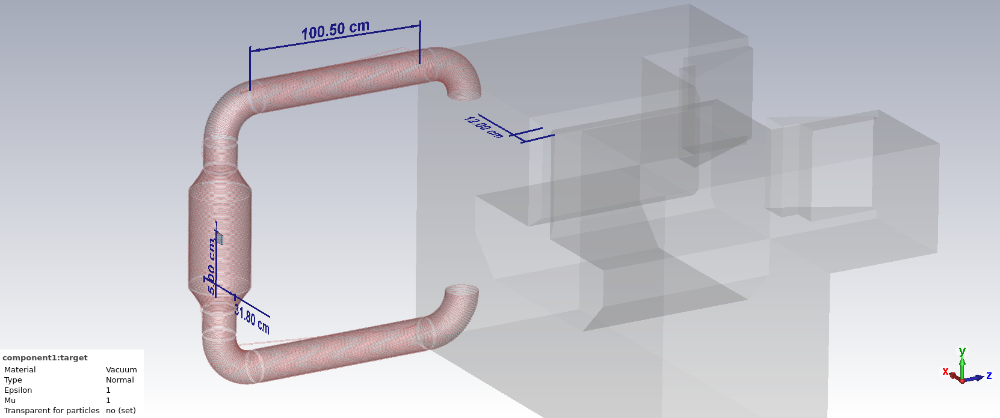 100.50 cm
12.00 cm
5.00 cm
31.80 cm
component1:target
Material Vacuum
Type Normal
Epsilon 1
Mu 1
Transparent for particles no (set)
y
x
z